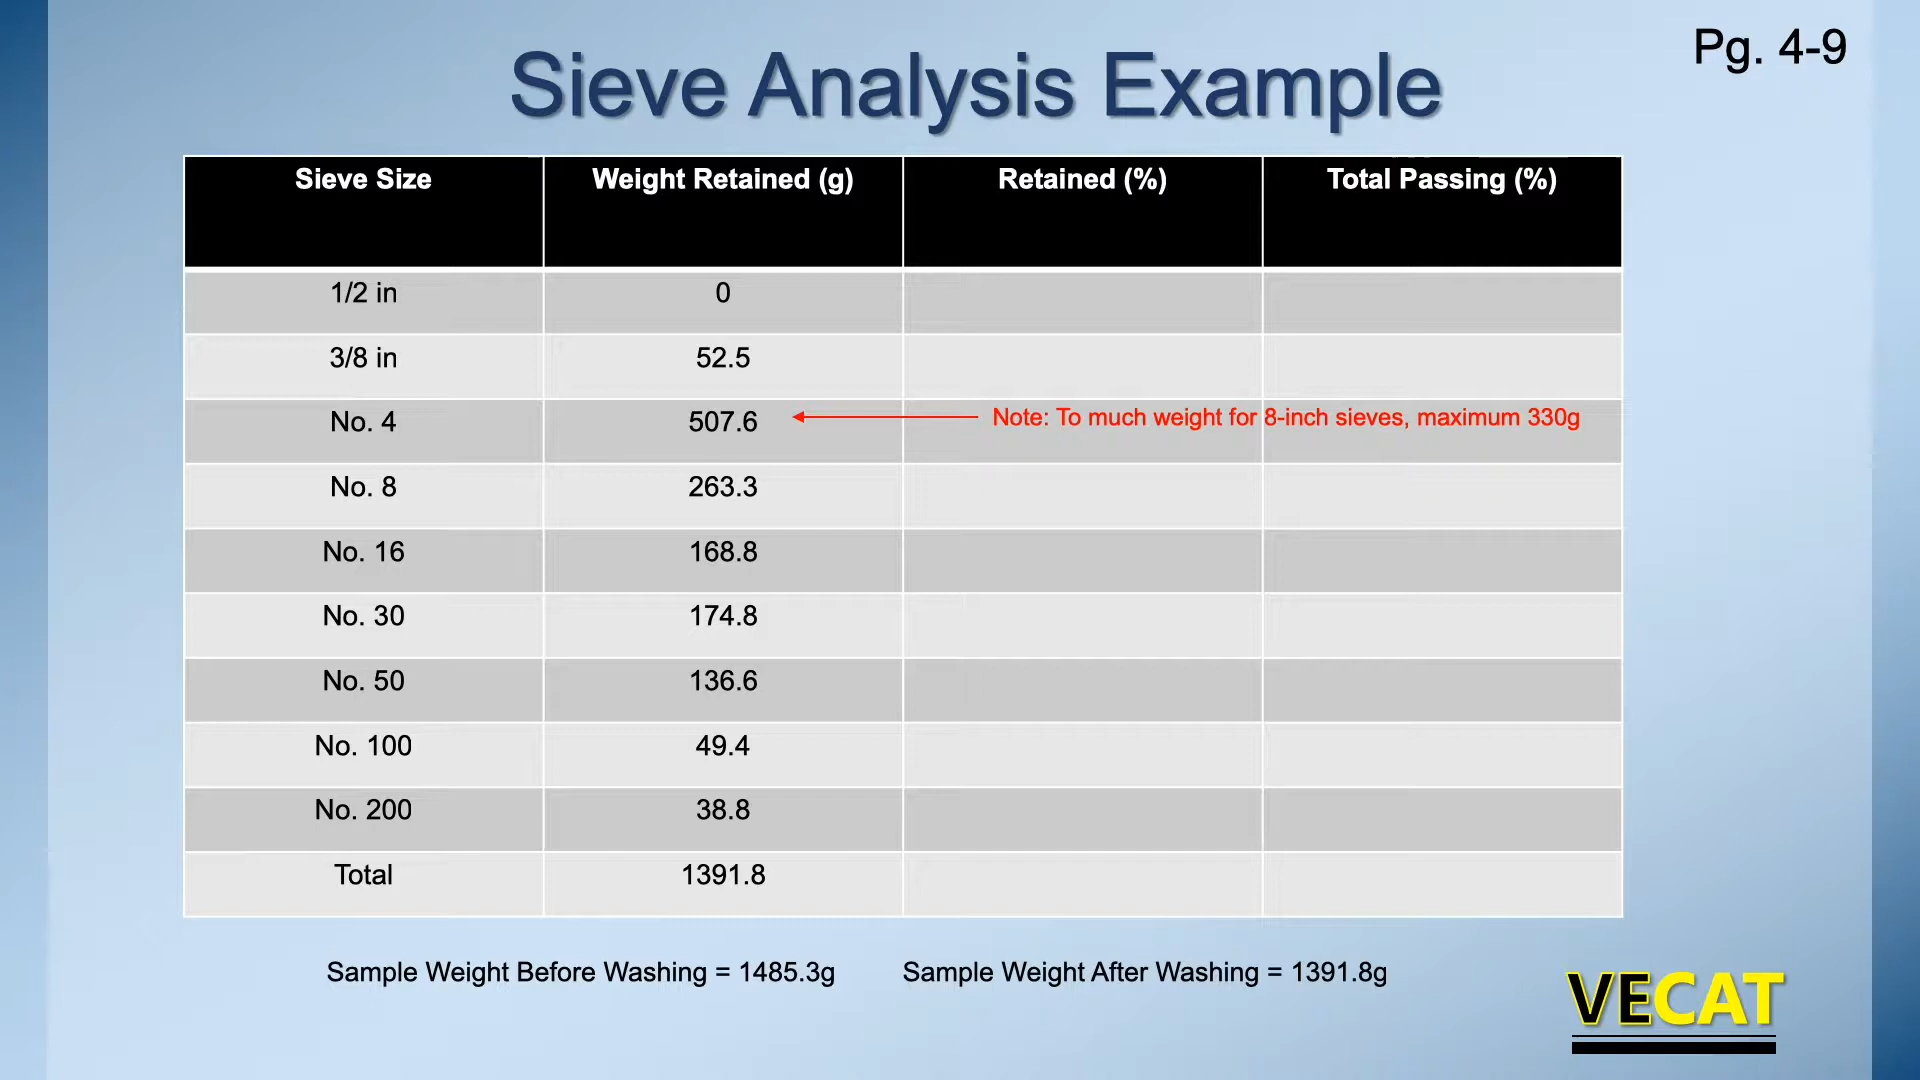 Pg. 4-9
Sieve Analysis Example
Sieve Size Weight Retained (g) Retained (%) Total Passing (%)
1/2 in 0
3/8 in 52.5
No. 4 507.6 Note: To much weight for 8-inch sieves, maximum 330g
No. 8 263.3
No. 16 168.8
No. 30 174.8
No. 50 136.6
No. 100 49.4
No. 200 38.8
Total 1391.8
Sample Weight Before Washing = 1485.3g Sample Weight After Washing = 1391.8g
VECAT